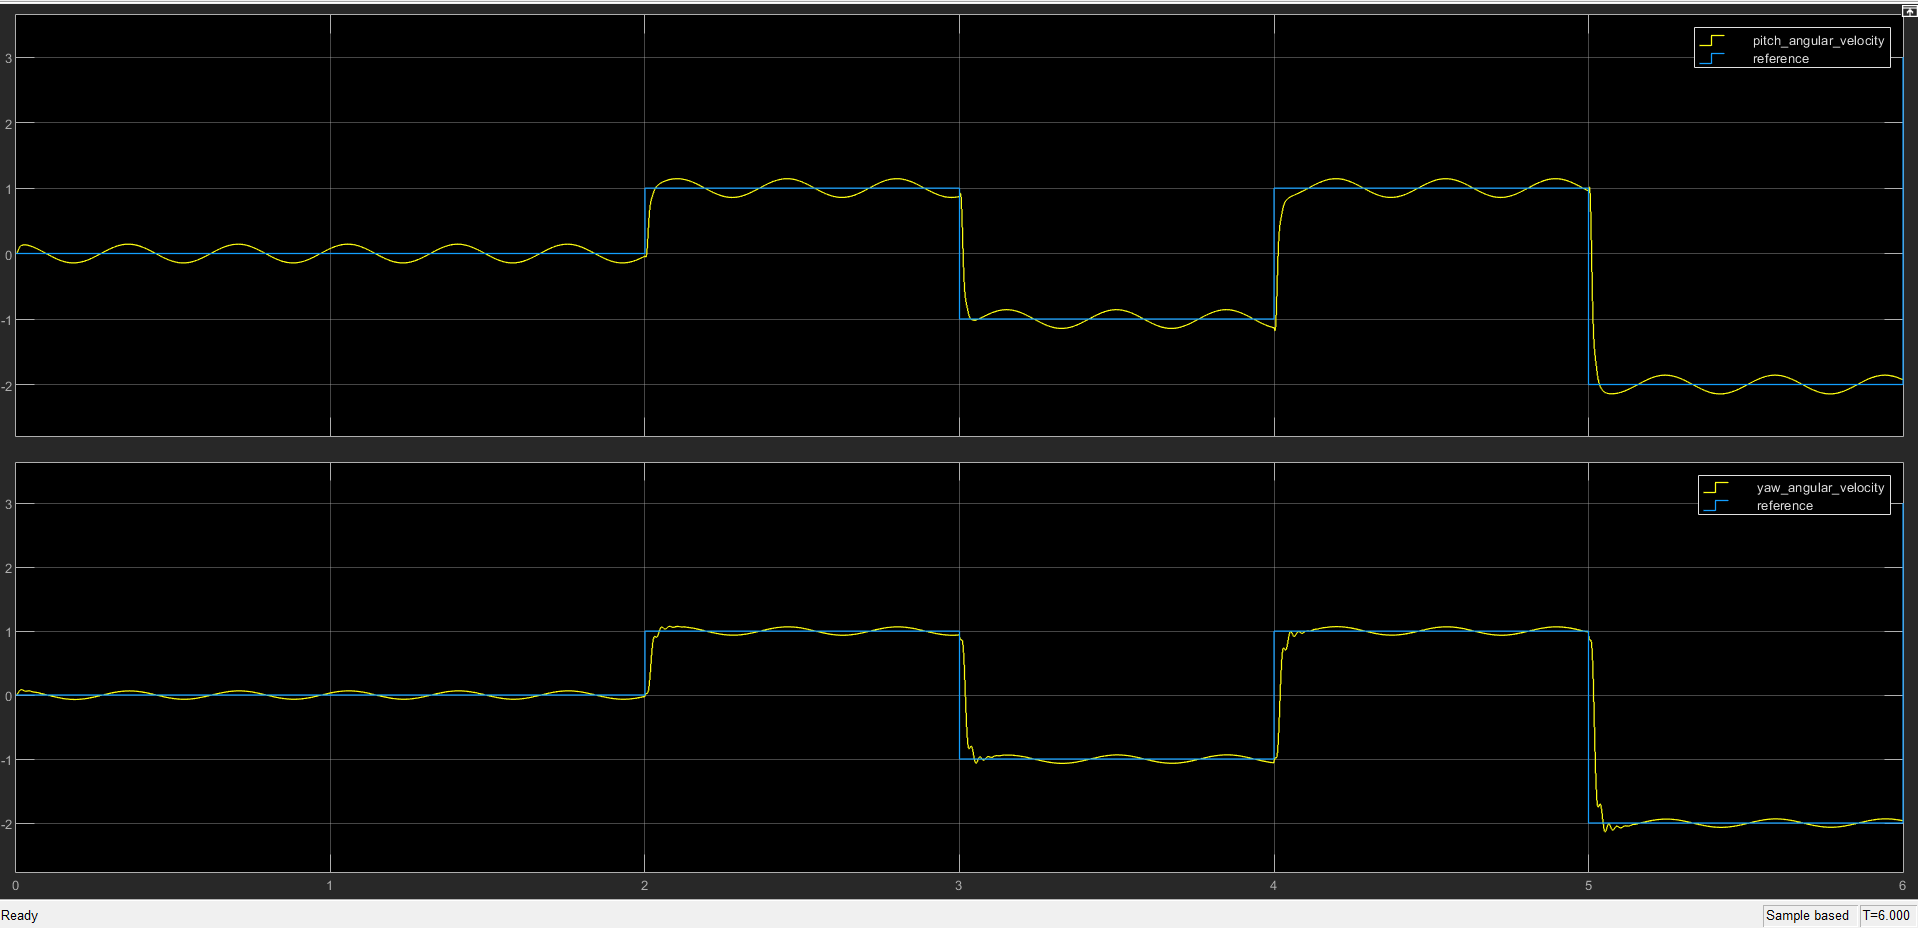 pitch_angular_velocity
reference
3
2
1
0
-1
-2
yaw_angular_velocity
reference
3
2
1
0
-1
-2
0 1 2 3 4 5 6
Ready Sample based T=6.000